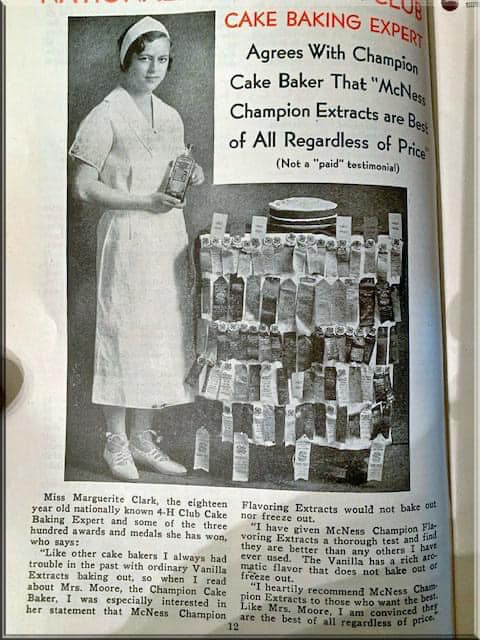 CLUB
CAKE BAKING EXPERT
Agrees With Champion
Cake Baker That "McNess
Champion Extracts are Best
of All Regardless of Price"
(Not a "paid" testimonial)
Miss Marguerite Clark, the eighteen
year old nationally known 4-H Club Cake
Baking Expert and some of the three
hundred awards and medals she has won,
who says:
"Like other cake bakers I always had
trouble in the past with ordinary Vanilla
Extracts baking out, so when I read
about Mrs. Moore, the Champion Cake
Baker, I was especially interested in
her statement that McNess Champion
Flavoring Extracts would not bake out
nor freeze out.
"I have given McNess Champion Fla-
voring Extracts a thorough test and find
they are better than any others I have
ever used. The Vanilla has a rich aro-
matic flavor that does not bake out or
freeze out.
"I heartily recommend McNess Cham-
pion Extracts to those who want the best.
Like Mrs. Moore, I am convinced they
are the best of all regardless of price."
12